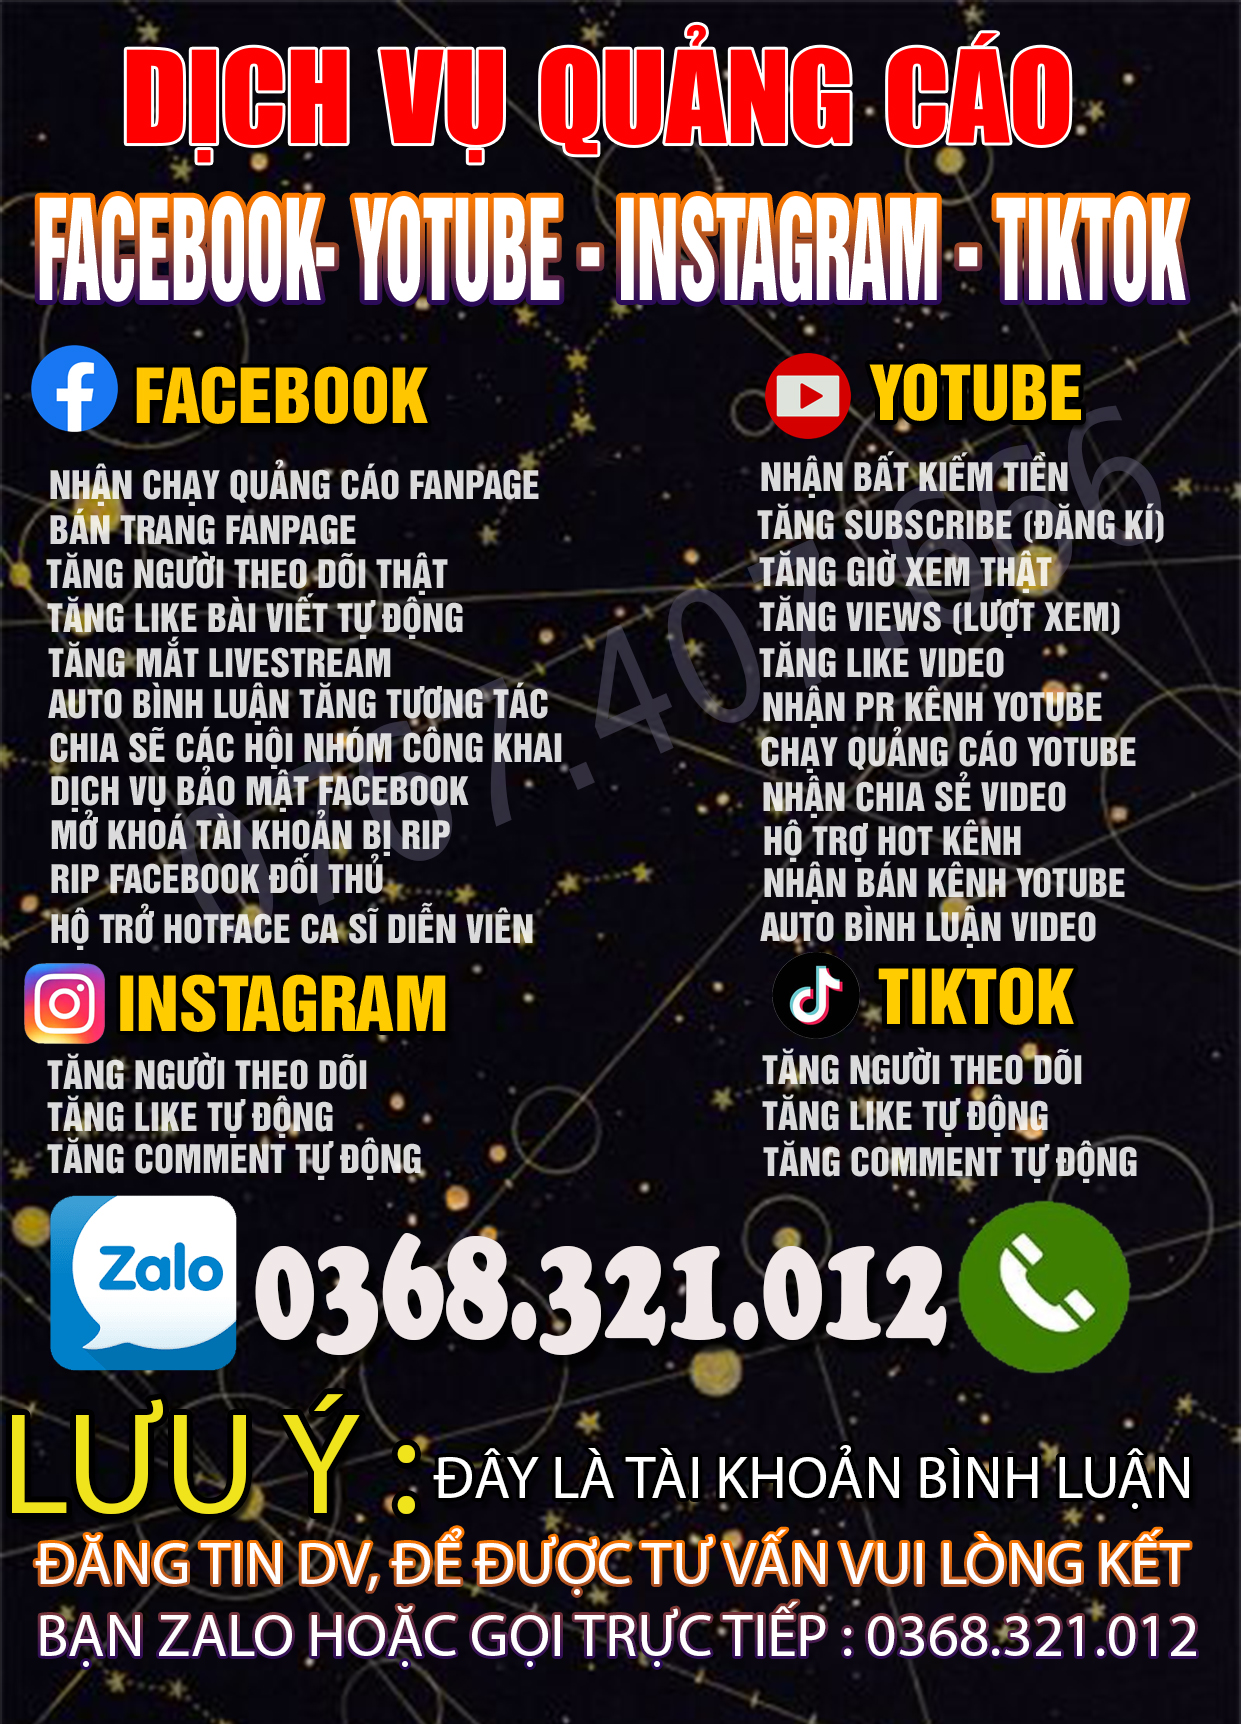 DỊCH VỤ QUẢNG CÁO
FACEBOOK- YOTUBE - INSTAGRAM - TIKTOK
FACEBOOK
NHẬN CHẠY QUẢNG CÁO FANPAGE
BÁN TRANG FANPAGE
TĂNG NGƯỜI THEO DÕI THẬT
TĂNG LIKE BÀI VIẾT TỰ ĐỘNG
TĂNG MẮT LIVESTREAM
AUTO BÌNH LUẬN TĂNG TƯƠNG TÁC
CHIA SẼ CÁC HỘI NHÓM CÔNG KHAI
DỊCH VỤ BẢO MẬT FACEBOOK
MỞ KHOÁ TÀI KHOẢN BỊ RIP
RIP FACEBOOK ĐỐI THỦ
HỘ TRỞ HOTFACE CA SĨ DIỄN VIÊN
YOTUBE
NHẬN BẤT KIẾM TIỀN
TĂNG SUBSCRIBE (ĐĂNG KÍ)
TĂNG GIỜ XEM THẬT
TĂNG VIEWS (LƯỢT XEM)
TĂNG LIKE VIDEO
NHẬN PR KÊNH YOTUBE
CHẠY QUẢNG CÁO YOTUBE
NHẬN CHIA SẺ VIDEO
HỘ TRỢ HOT KÊNH
NHẬN BÁN KÊNH YOTUBE
AUTO BÌNH LUẬN VIDEO
0767.407.666
INSTAGRAM
TĂNG NGƯỜI THEO DÕI
TĂNG LIKE TỰ ĐỘNG
TĂNG COMMENT TỰ ĐỘNG
TIKTOK
TĂNG NGƯỜI THEO DÕI
TĂNG LIKE TỰ ĐỘNG
TĂNG COMMENT TỰ ĐỘNG
Zalo 0368.321.012
LƯU Ý : ĐÂY LÀ TÀI KHOẢN BÌNH LUẬN
ĐĂNG TIN DV, ĐỂ ĐƯỢC TƯ VẤN VUI LÒNG KẾT
BẠN ZALO HOẶC GỌI TRỰC TIẾP : 0368.321.012